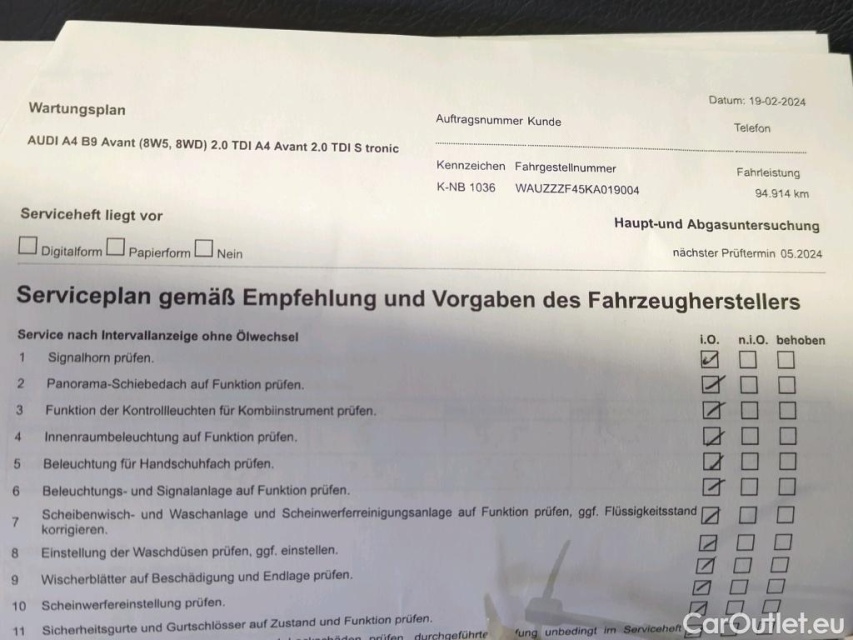 Datum: 19-02-2024
Wartungsplan
Auftragsnummer Kunde
Telefon
AUDI A4 B9 Avant (8W5, 8WD) 2.0 TDI A4 Avant 2.0 TDI S tronic
Kennzeichen Fahrgestellnummer
Fahrleistung
K-NB 1036 WAUZZZF45KA019004
94.914 km
Serviceheft liegt vor
Haupt-und Abgasuntersuchung
Digitalform Papierform Nein
nächster Prüftermin 05.2024
Serviceplan gemäß Empfehlung und Vorgaben des Fahrzeugherstellers
Service nach Intervallanzeige ohne Ölwechsel
i.O. n.i.O. behoben
1 Signalhorn prüfen.
2 Panorama-Schiebedach auf Funktion prüfen.
3 Funktion der Kontrollleuchten für Kombiinstrument prüfen.
4 Innenraumbeleuchtung auf Funktion prüfen.
5 Beleuchtung für Handschuhfach prüfen.
6 Beleuchtungs- und Signalanlage auf Funktion prüfen.
7 Scheibenwisch- und Waschanlage und Scheinwerferreinigungsanlage auf Funktion prüfen, ggf. Flüssigkeitsstand
korrigieren.
8 Einstellung der Waschdüsen prüfen, ggf. einstellen.
9 Wischerblätter auf Beschädigung und Endlage prüfen.
10 Scheinwerfereinstellung prüfen.
11 Sicherheitsgurte und Gurtschlösser auf Zustand und Funktion prüfen.
prüfen, durchgeführte unbedingt im Serviceheft
CarOutlet.eu